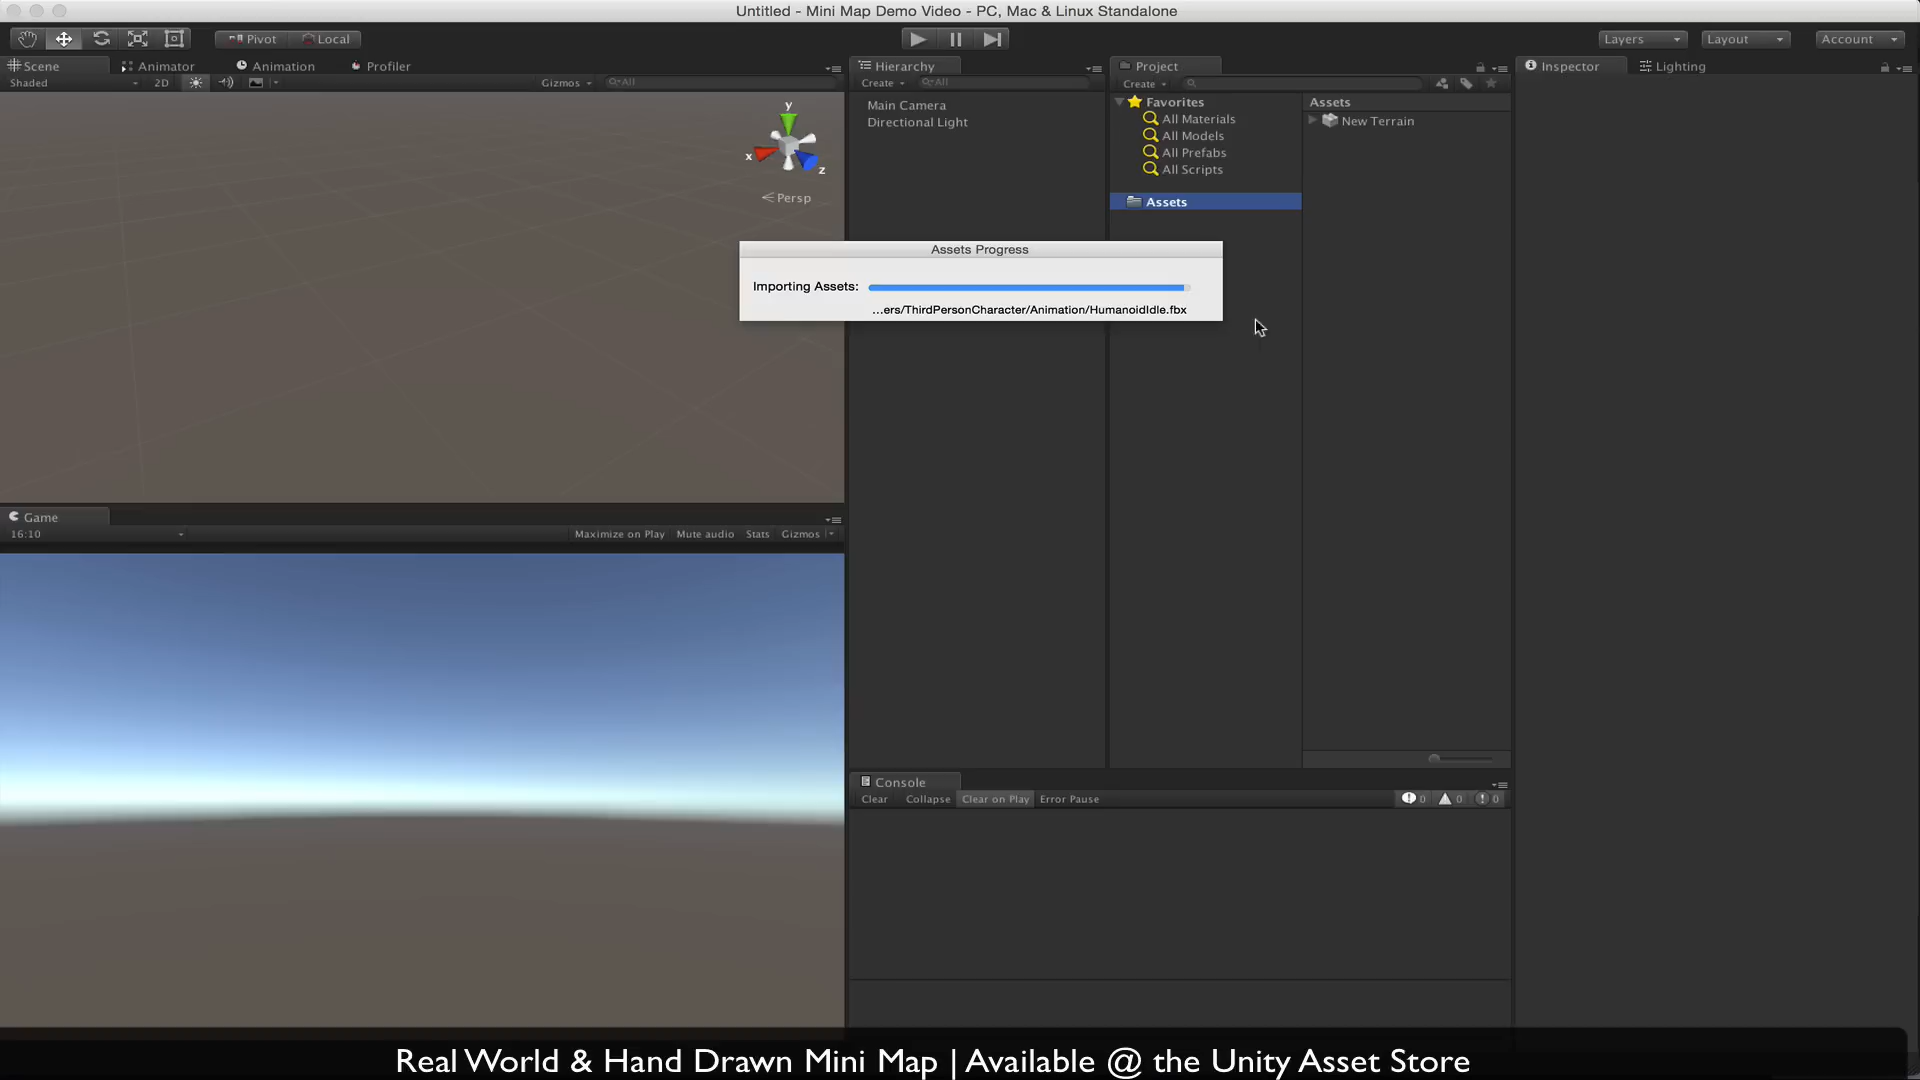 Untitled - Mini Map Demo Video - PC, Mac & Linux Standalone
Pivot Local
Layers Layout Account
Scene Animator Animation Profiler
Shaded 2D Gizmos All
y
x
z
Persp
Hierarchy
Create All
Main Camera
Directional Light
Project
Create
Favorites
All Materials
All Models
All Prefabs
All Scripts
Assets
Assets
New Terrain
Inspector Lighting
Assets Progress
Importing Assets:
...ers/ThirdPersonCharacter/Animation/HumanoidIdle.fbx
Game
16:10 Maximize on Play Mute audio Stats Gizmos
Console
Clear Collapse Clear on Play Error Pause 0 0 0
Real World & Hand Drawn Mini Map | Available @ the Unity Asset Store